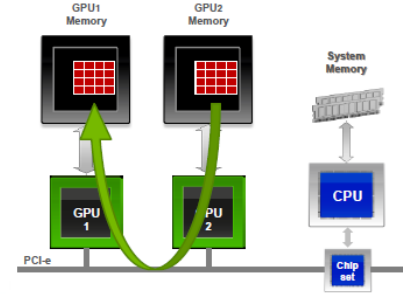 GPU1
Memory
GPU2
Memory
System
Memory
GPU
1
PU
2
CPU
PCI-e
Chip
set